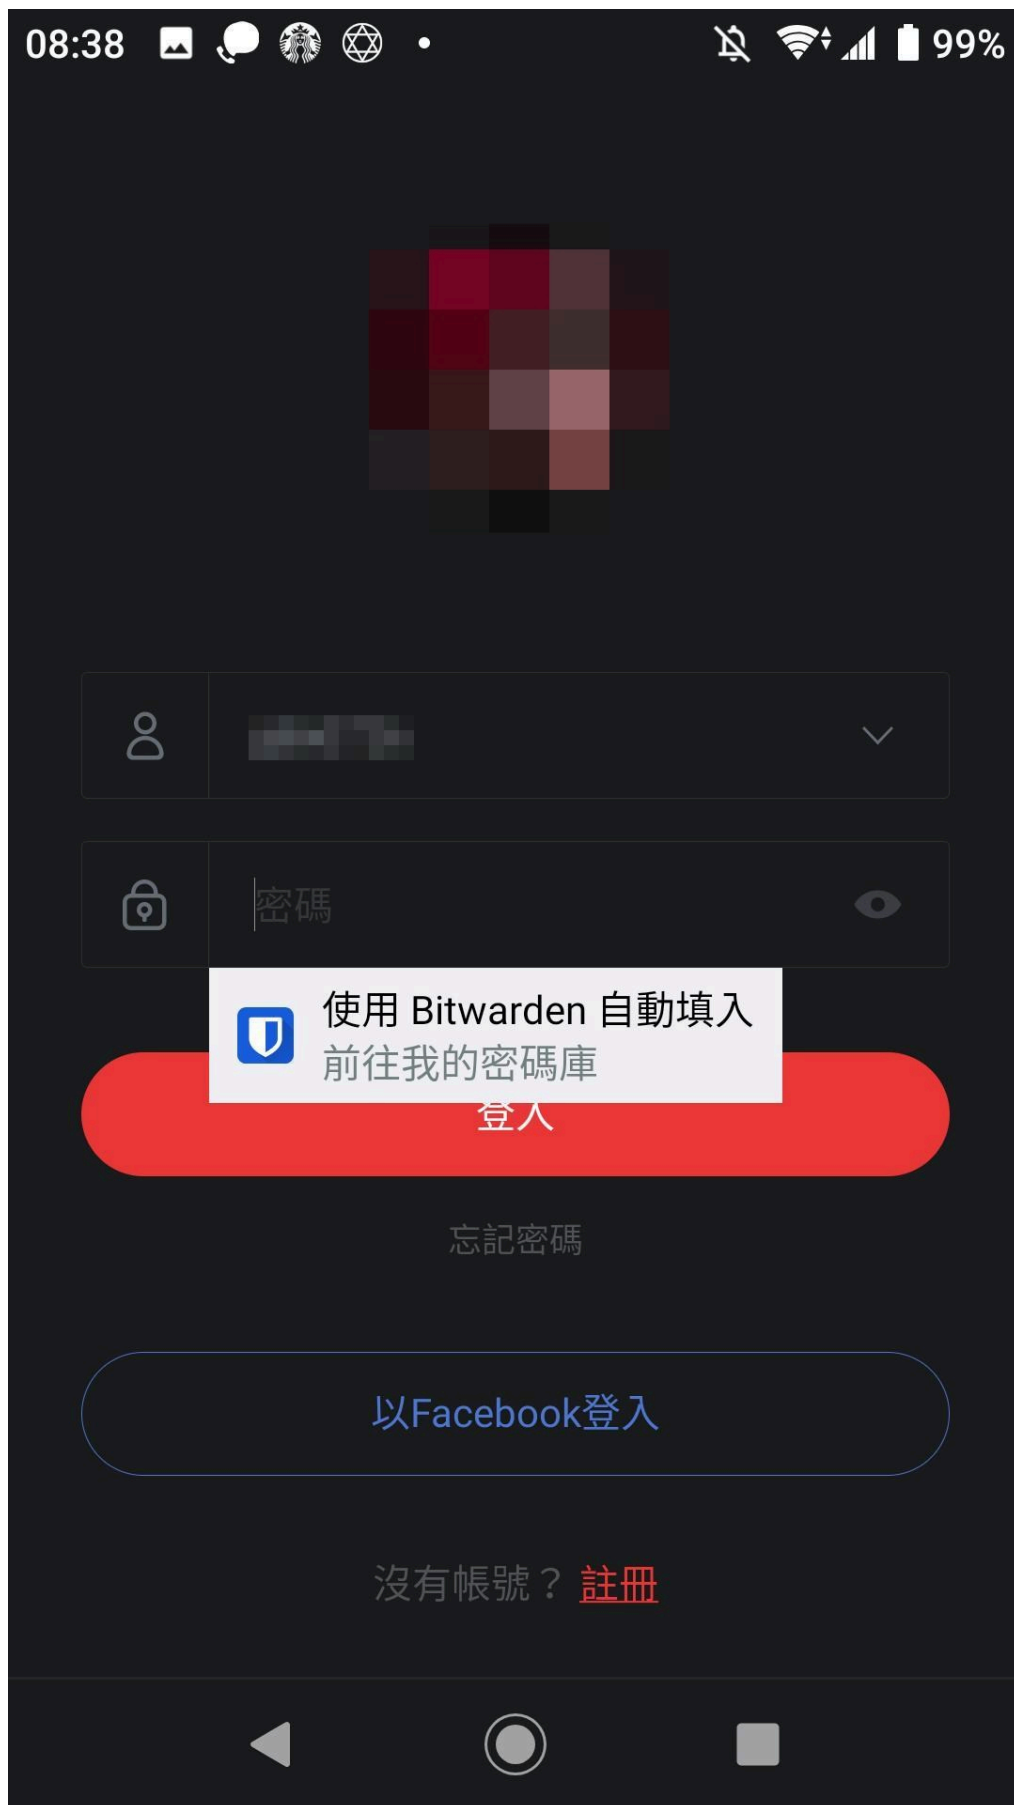 08:38
99%
密碼
使用 Bitwarden 自動填入
前往我的密碼庫
登入
忘記密碼
以Facebook登入
沒有帳號？ 註冊